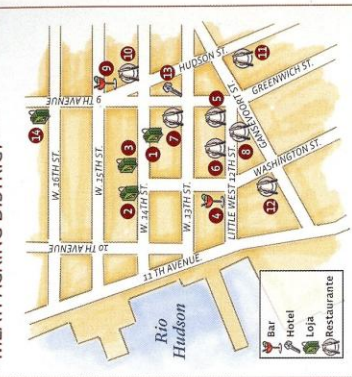 MEATPACKING DISTRICT
W. 16TH ST.
W. 15TH ST.
W. 14TH ST.
W. 13TH ST.
LITTLE WEST 12TH ST.
GANSEVOORT ST.
9 TH AVENUE
10 TH AVENUE
11 TH AVENUE
HUDSON ST.
GREENWICH ST.
WASHINGTON ST.
Rio
Hudson
14
9
10
13
11
3
2
1
7
5
6
8
4
12
Bar
Hotel
Loja
Restaurante